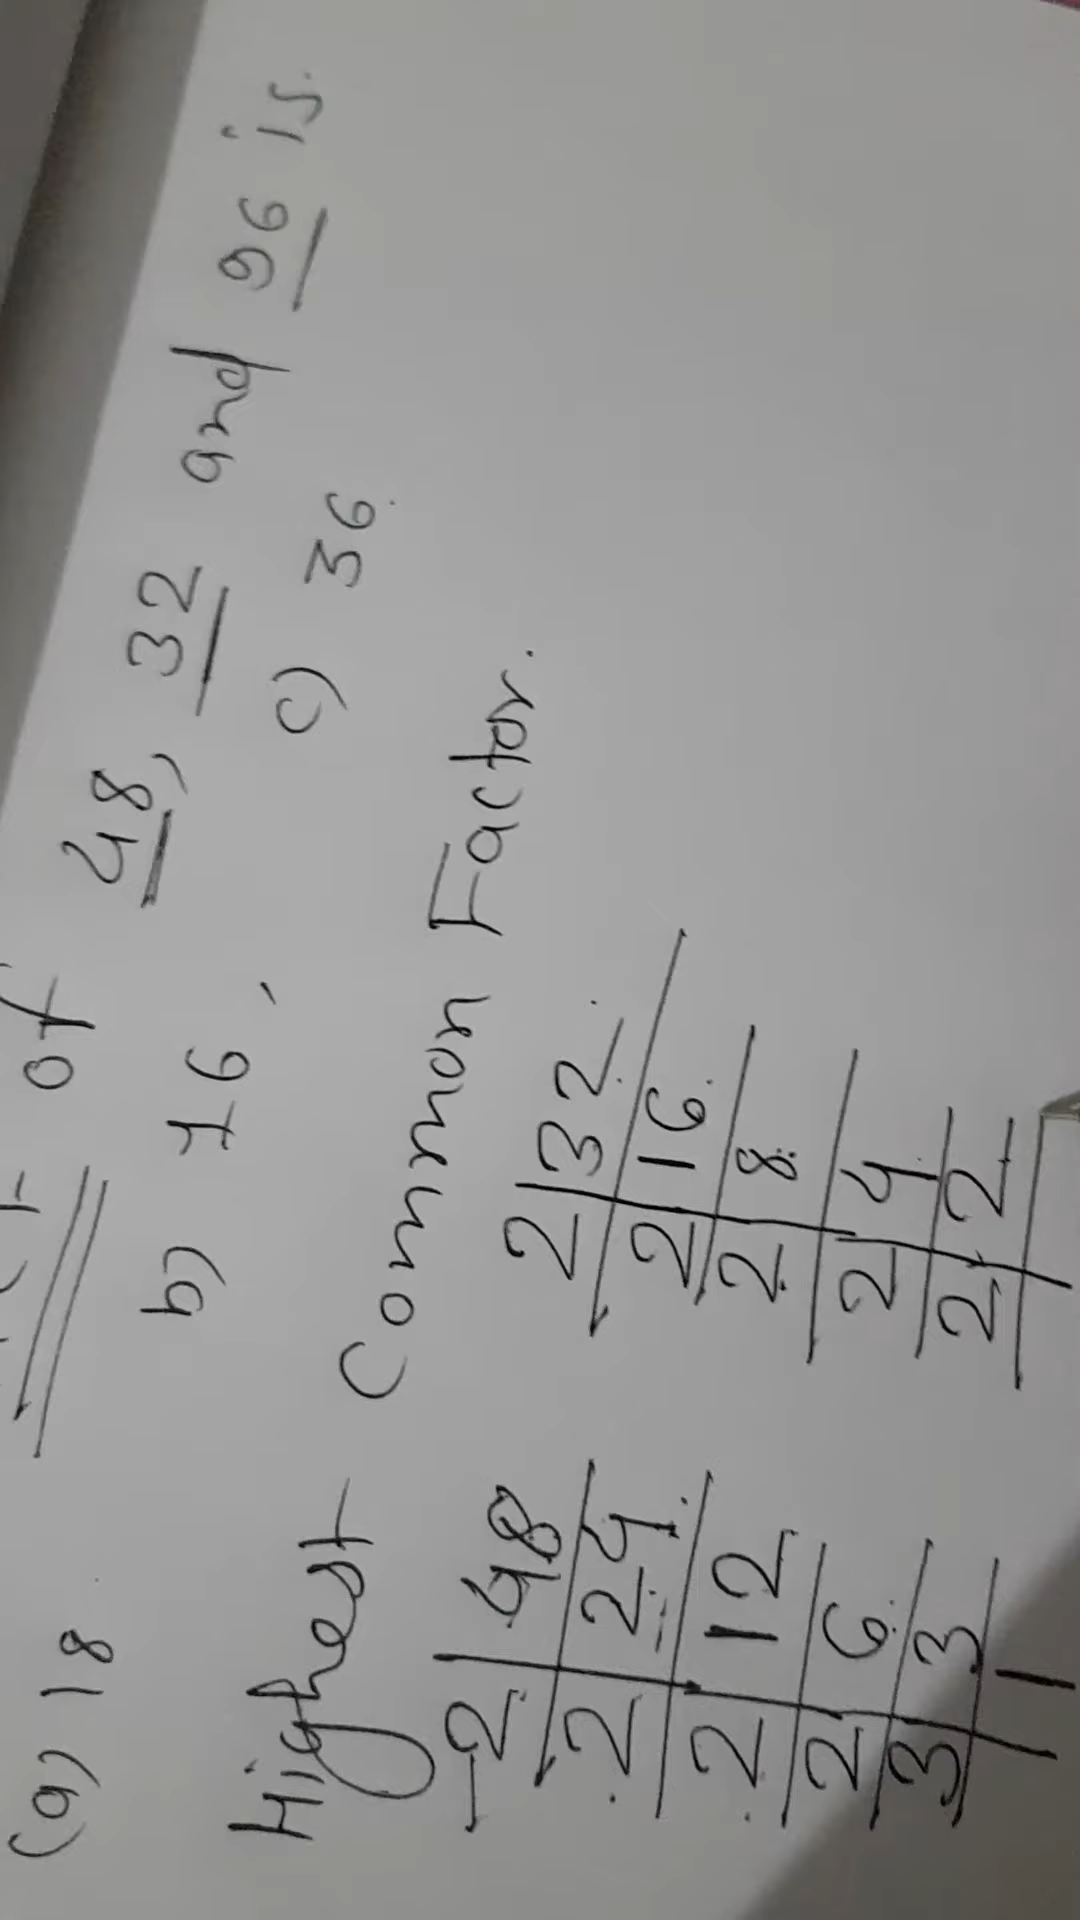 of 48, 32 and 96 is.
(a) 18 b) 16, c) 36.
Highest Common Factor.
2 48 2 32
2 24 2 16
2 12 2 8
2 6 2 4
3 3 2 2
1